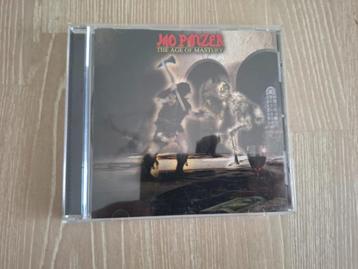 JAG PANZER
THE AGE OF MASTERY